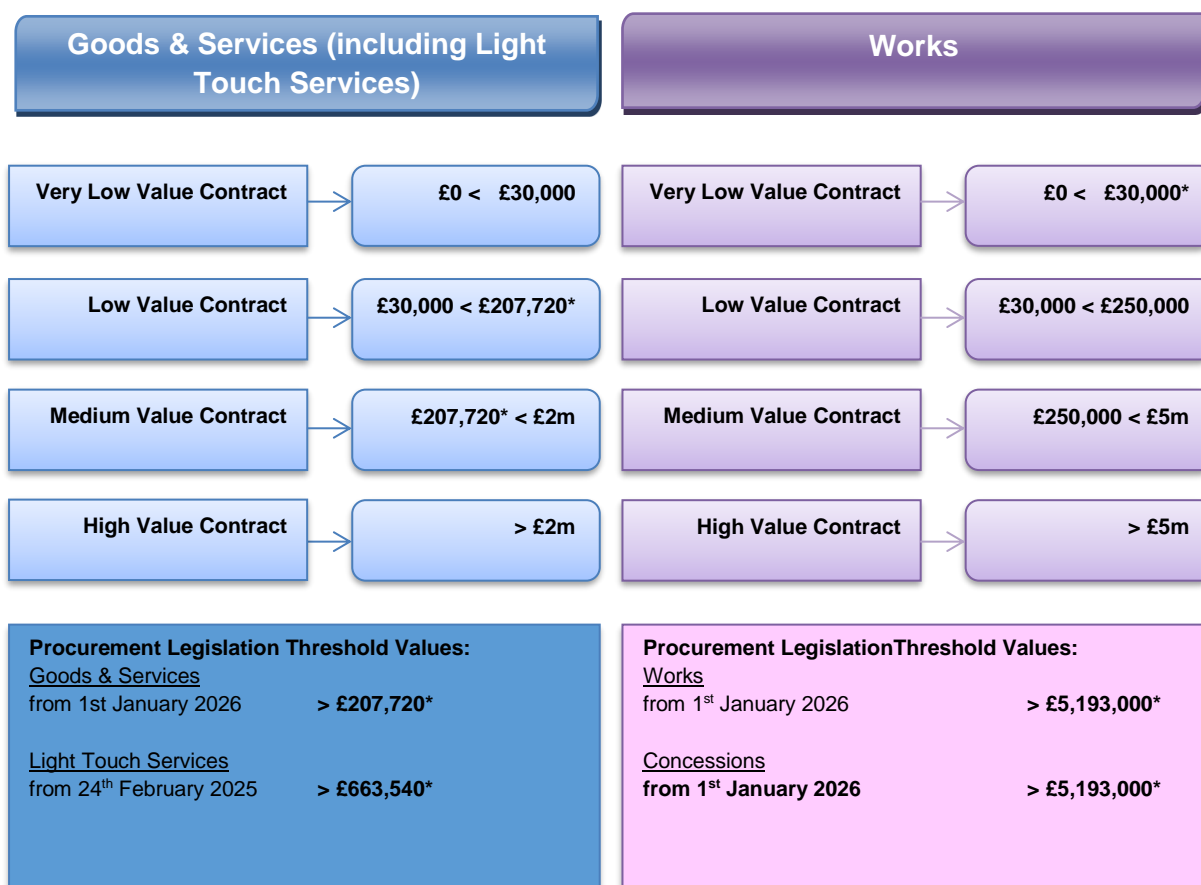 Goods & Services (including Light
Touch Services)
Works
Very Low Value Contract
£0 < £30,000
Very Low Value Contract
£0 < £30,000*
Low Value Contract
£30,000 < £207,720*
Low Value Contract
£30,000 < £250,000
Medium Value Contract
£207,720* < £2m
Medium Value Contract
£250,000 < £5m
High Value Contract
> £2m
High Value Contract
> £5m
Procurement Legislation Threshold Values:
Goods & Services
from 1st January 2026 > £207,720*
Light Touch Services
from 24th February 2025 > £663,540*
Procurement LegislationThreshold Values:
Works
from 1st January 2026 > £5,193,000*
Concessions
from 1st January 2026 > £5,193,000*